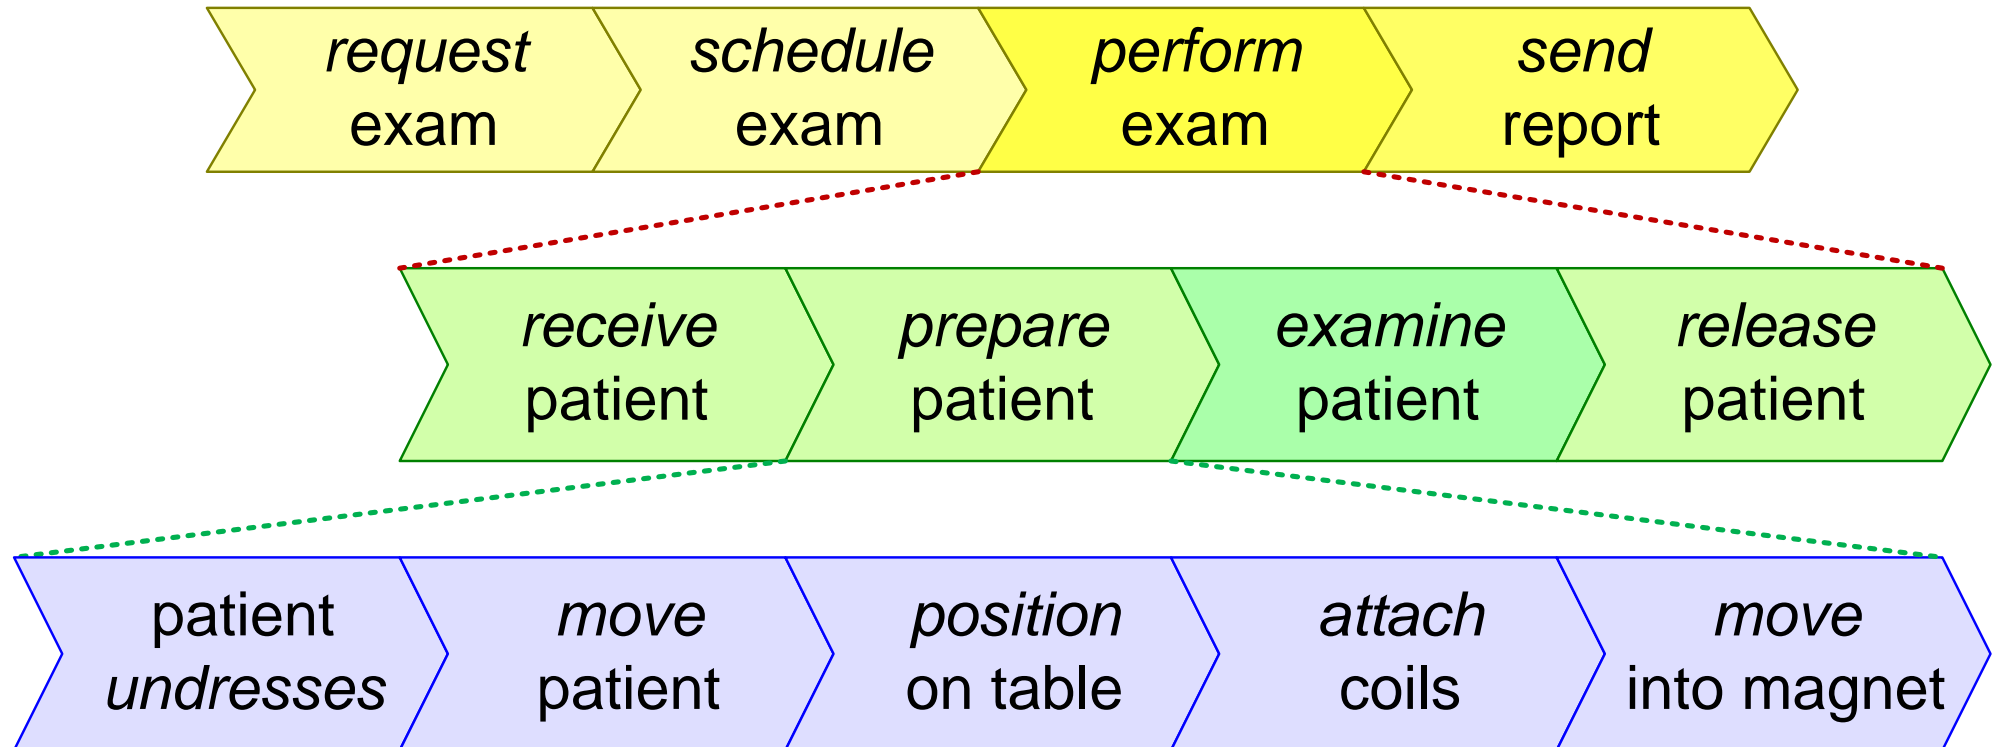 request
exam
schedule
exam
perform
exam
send
report
receive
patient
prepare
patient
examine
patient
release
patient
patient
undresses
move
patient
position
on table
attach
coils
move
into magnet